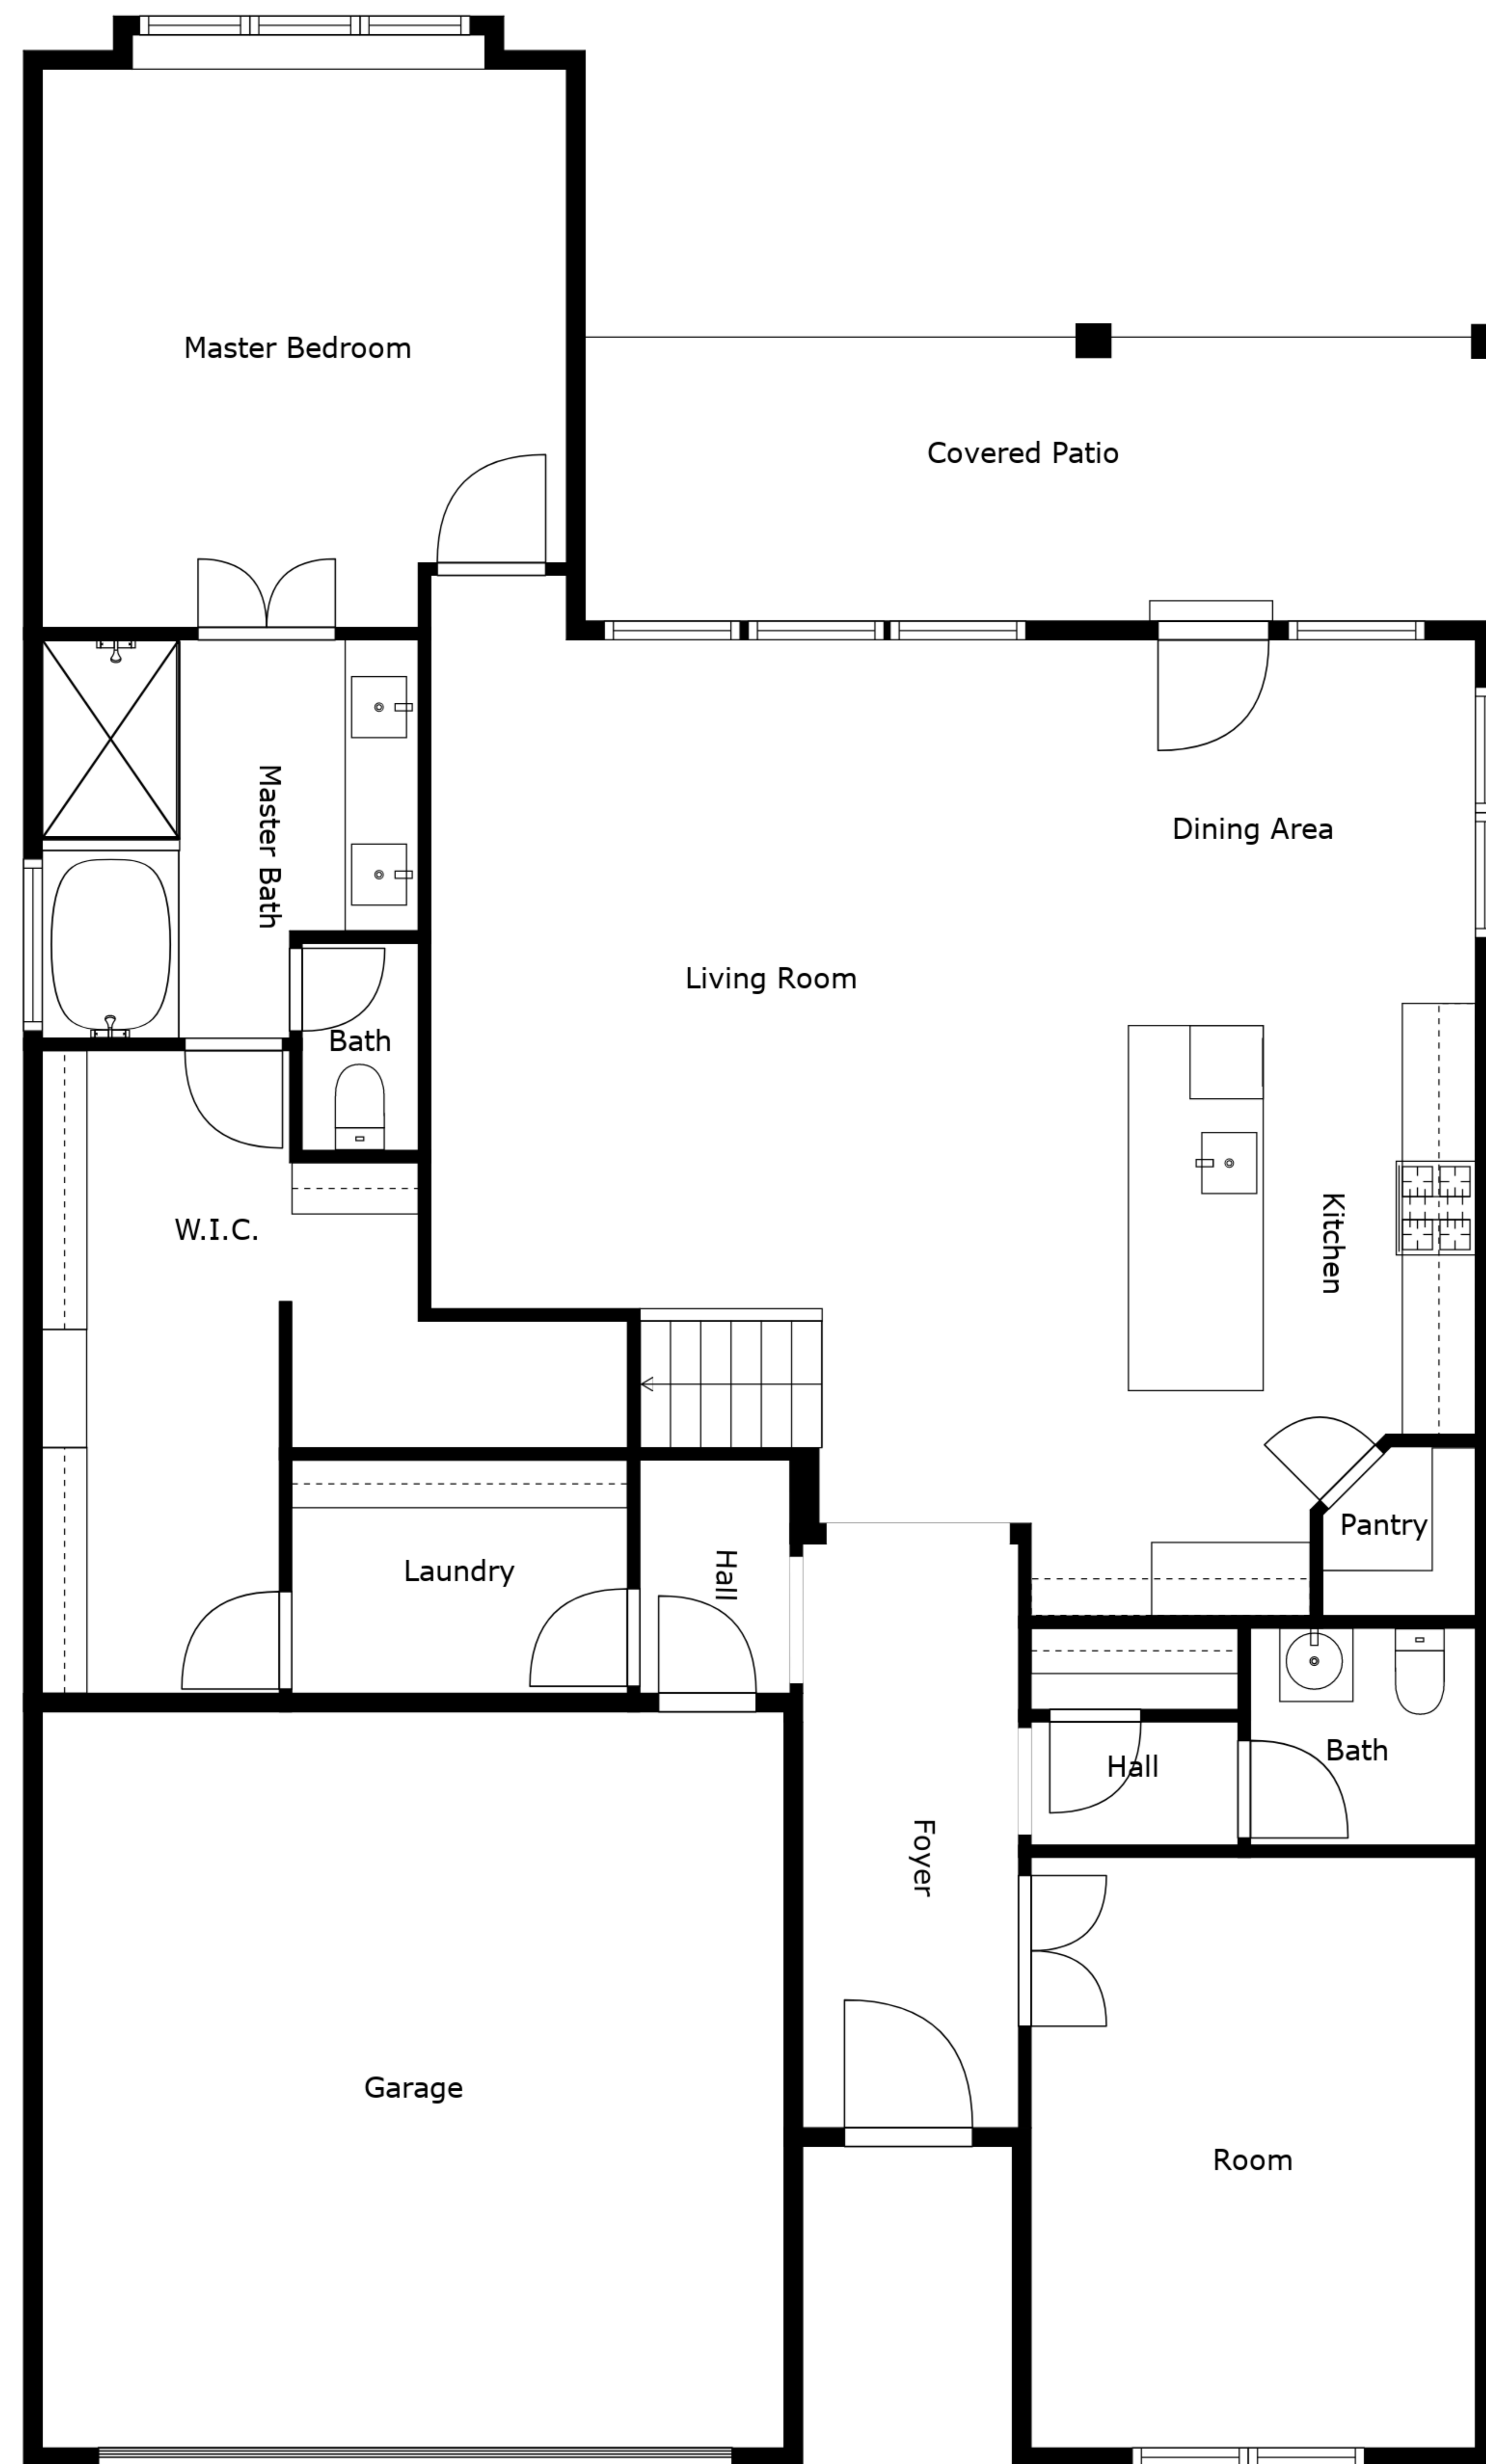 Master Bedroom
Covered Patio
Master Bath
Dining Area
Living Room
Bath
W.I.C.
Kitchen
Pantry
Laundry
Hall
Hall
Bath
Foyer
Garage
Room